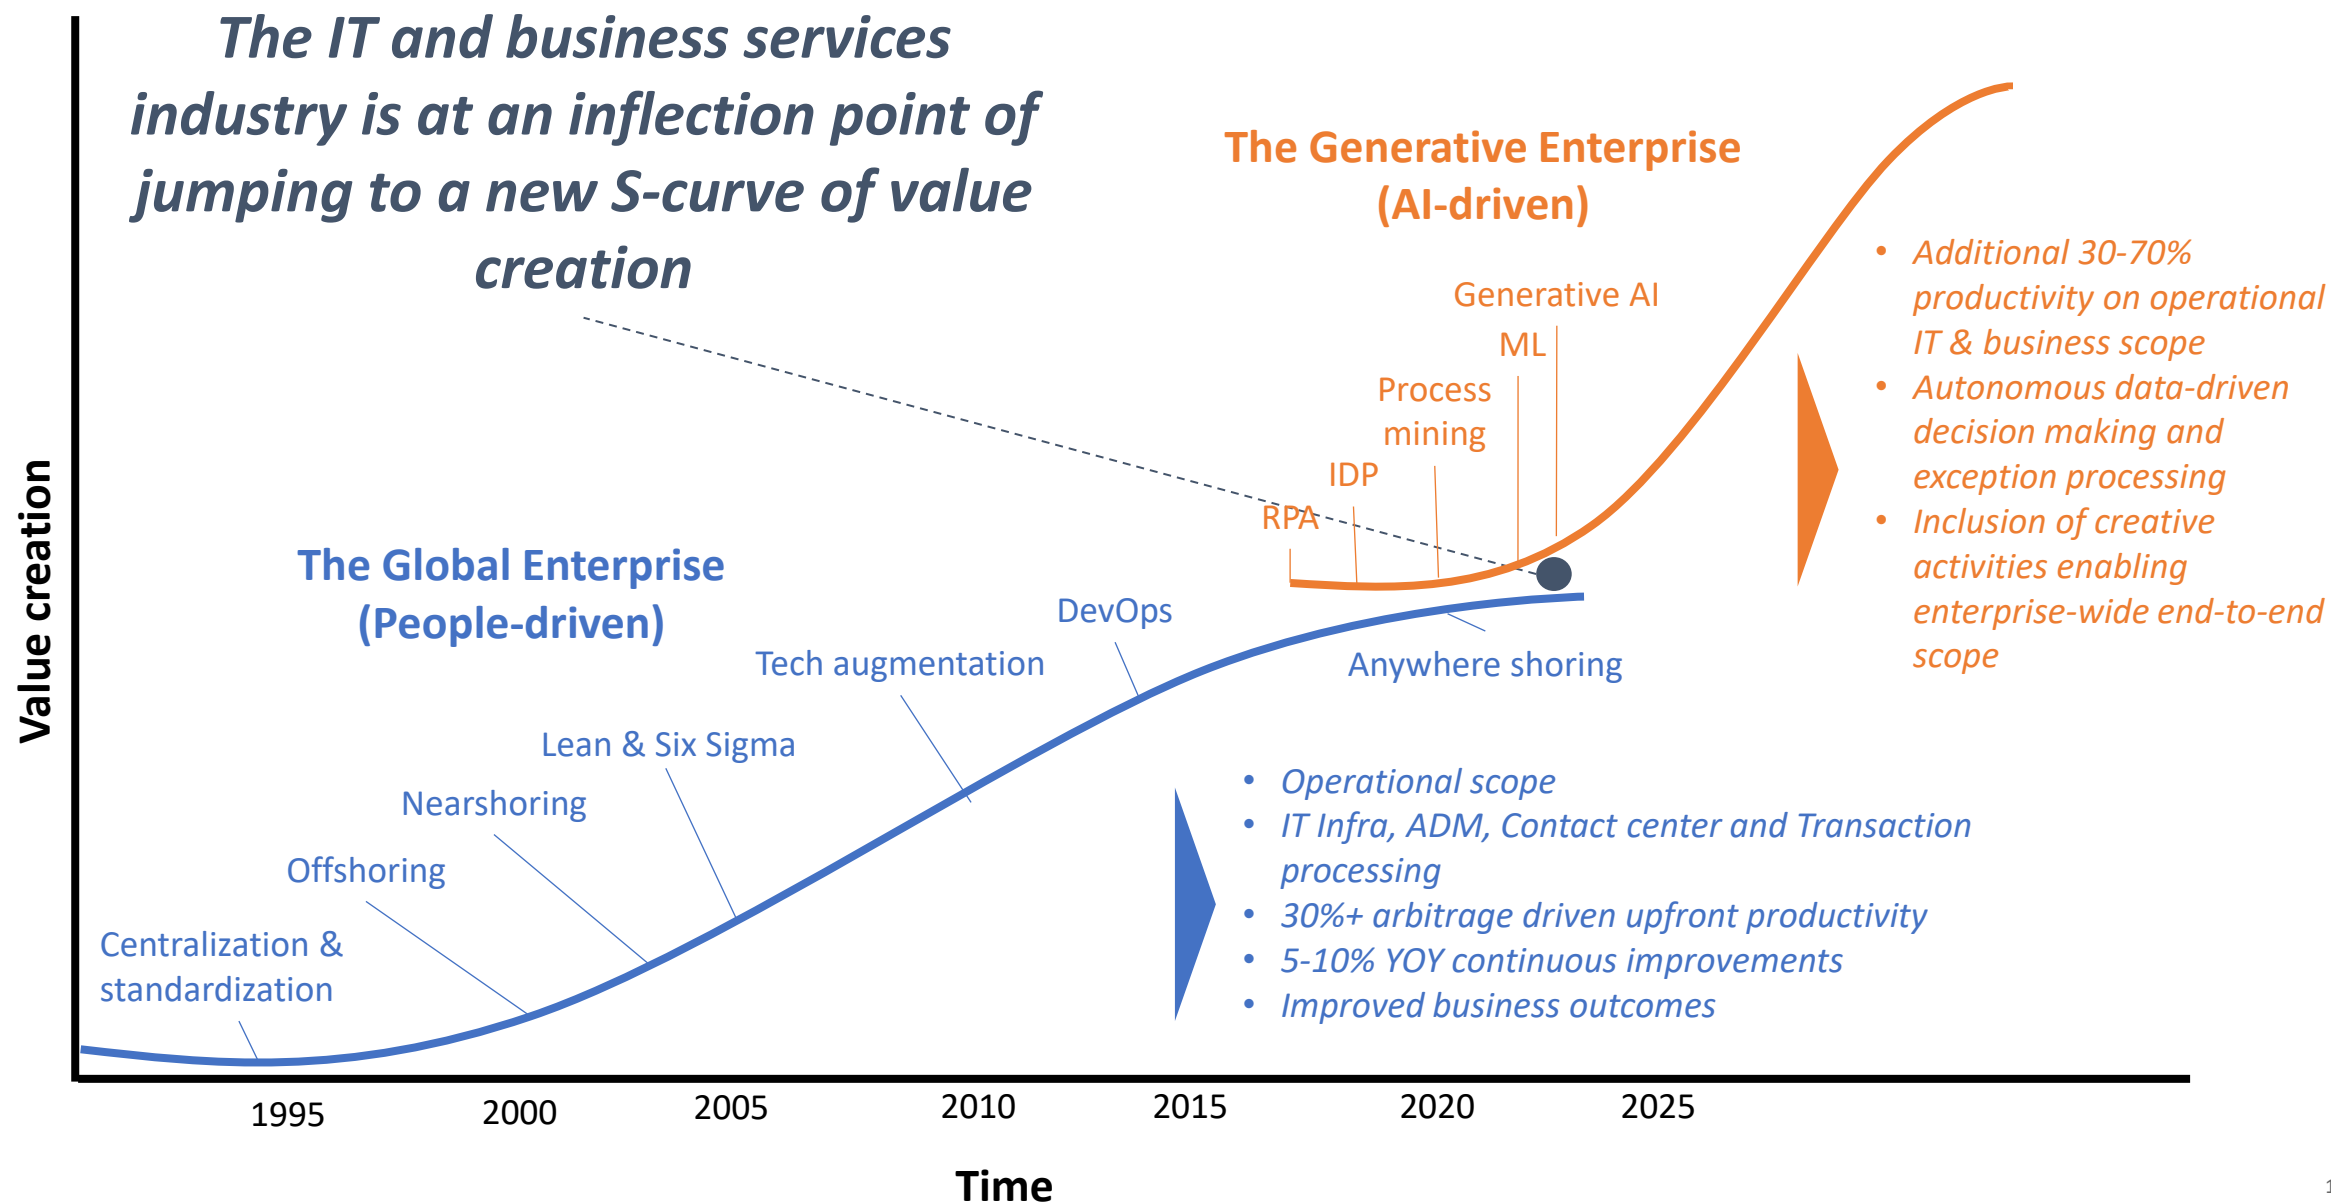 The IT and business services
industry is at an inflection point of
jumping to a new S-curve of value
creation
The Generative Enterprise
(AI-driven)
Generative AI
ML
Process
mining
IDP
RPA
• Additional 30-70%
productivity on operational
IT & business scope
• Autonomous data-driven
decision making and
exception processing
• Inclusion of creative
activities enabling
enterprise-wide end-to-end
scope
Value creation
The Global Enterprise
(People-driven)
DevOps
Tech augmentation
Anywhere shoring
Lean & Six Sigma
Nearshoring
Offshoring
Centralization &
standardization
• Operational scope
• IT Infra, ADM, Contact center and Transaction
processing
• 30%+ arbitrage driven upfront productivity
• 5-10% YOY continuous improvements
• Improved business outcomes
1995 2000 2005 2010 2015 2020 2025
Time
1